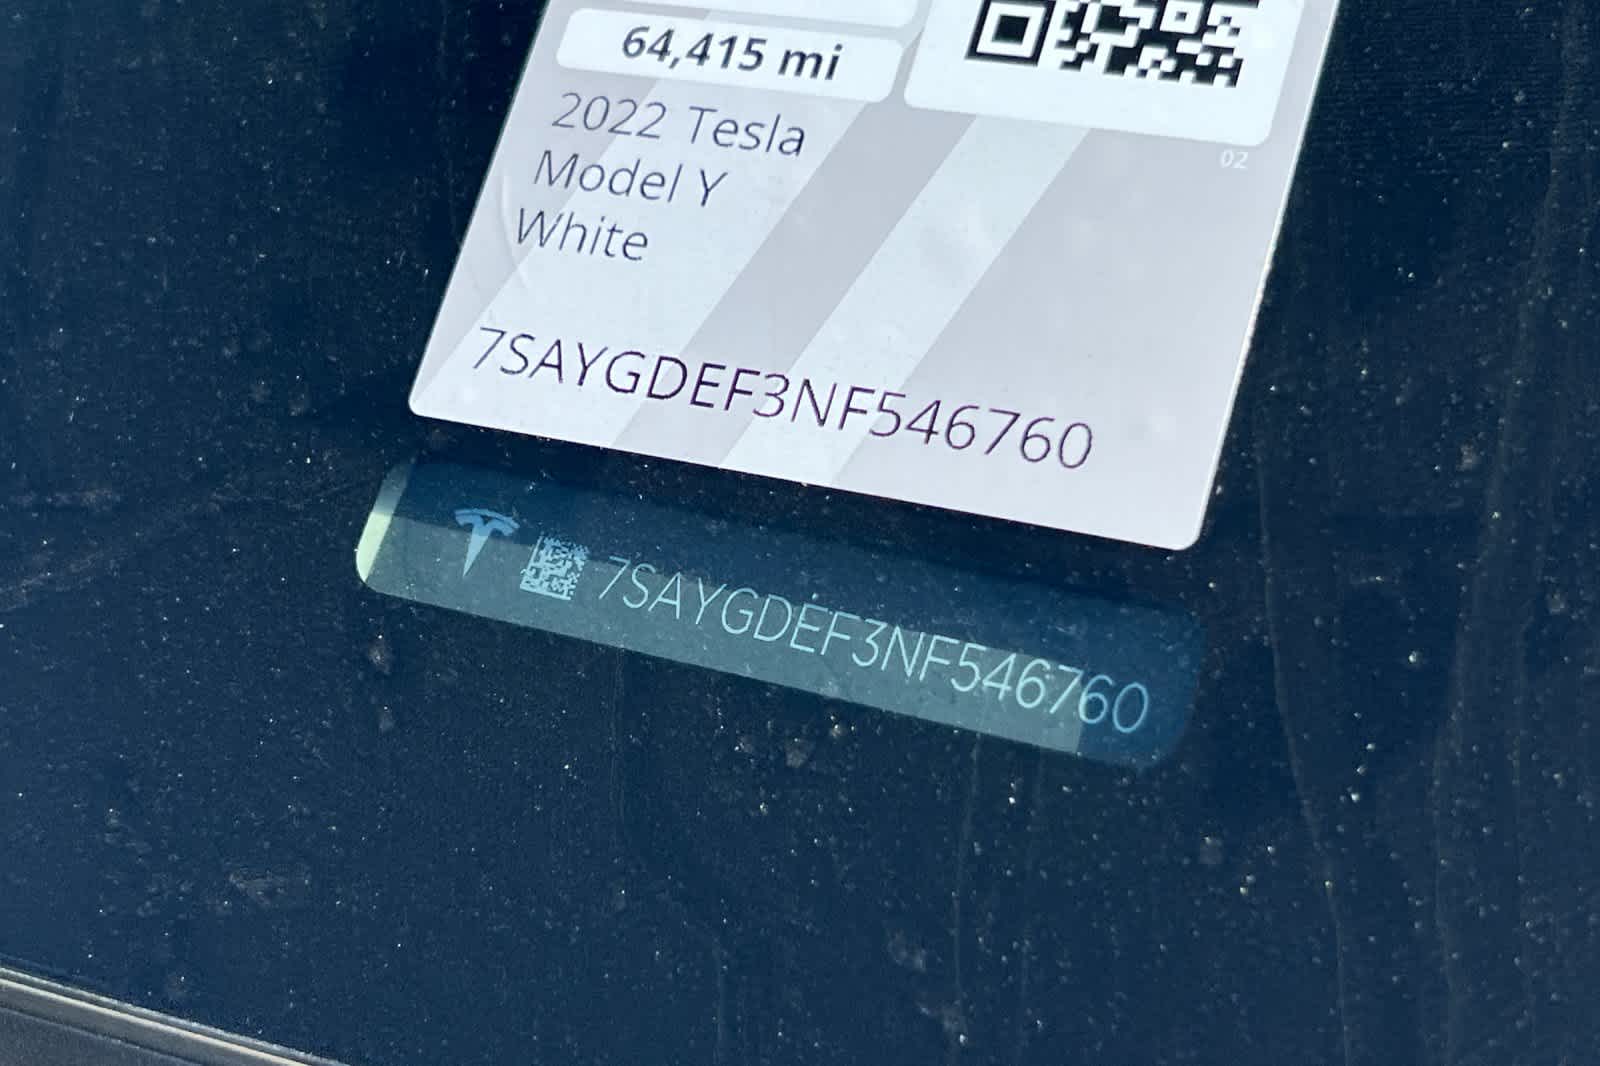 64,415 mi
2022 Tesla
Model Y
White
02
7SAYGDEF3NF546760
7SAYGDEF3NF546760